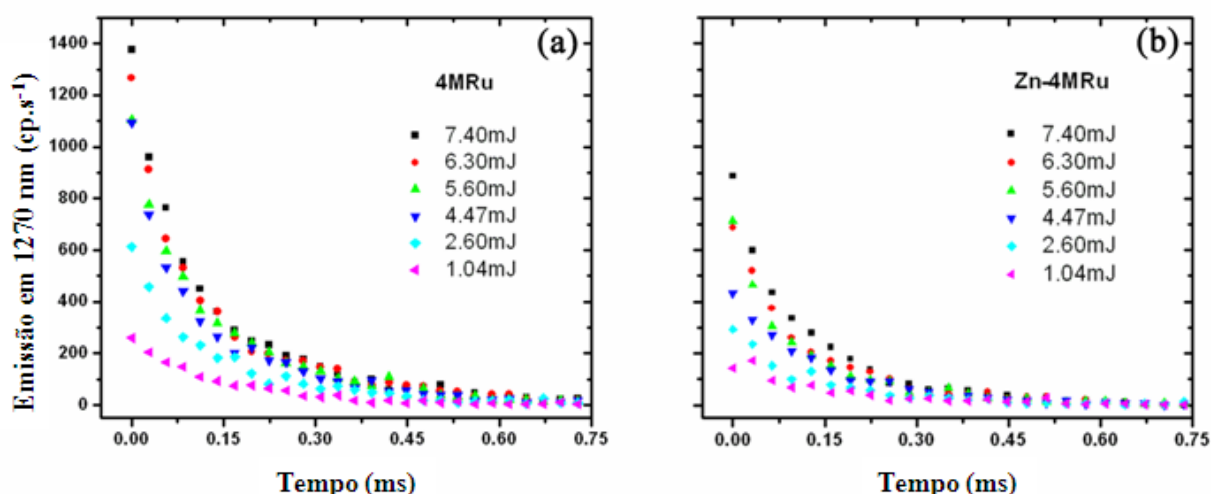 Emissão em 1270 nm (cp.s⁻¹)
1400
1200
1000
800
600
400
200
0
(a)
4MRu
7.40mJ
6.30mJ
5.60mJ
4.47mJ
2.60mJ
1.04mJ
0.00
0.15
0.30
0.45
0.60
0.75
Tempo (ms)
(b)
Zn-4MRu
7.40mJ
6.30mJ
5.60mJ
4.47mJ
2.60mJ
1.04mJ
0.00
0.15
0.30
0.45
0.60
0.75
Tempo (ms)